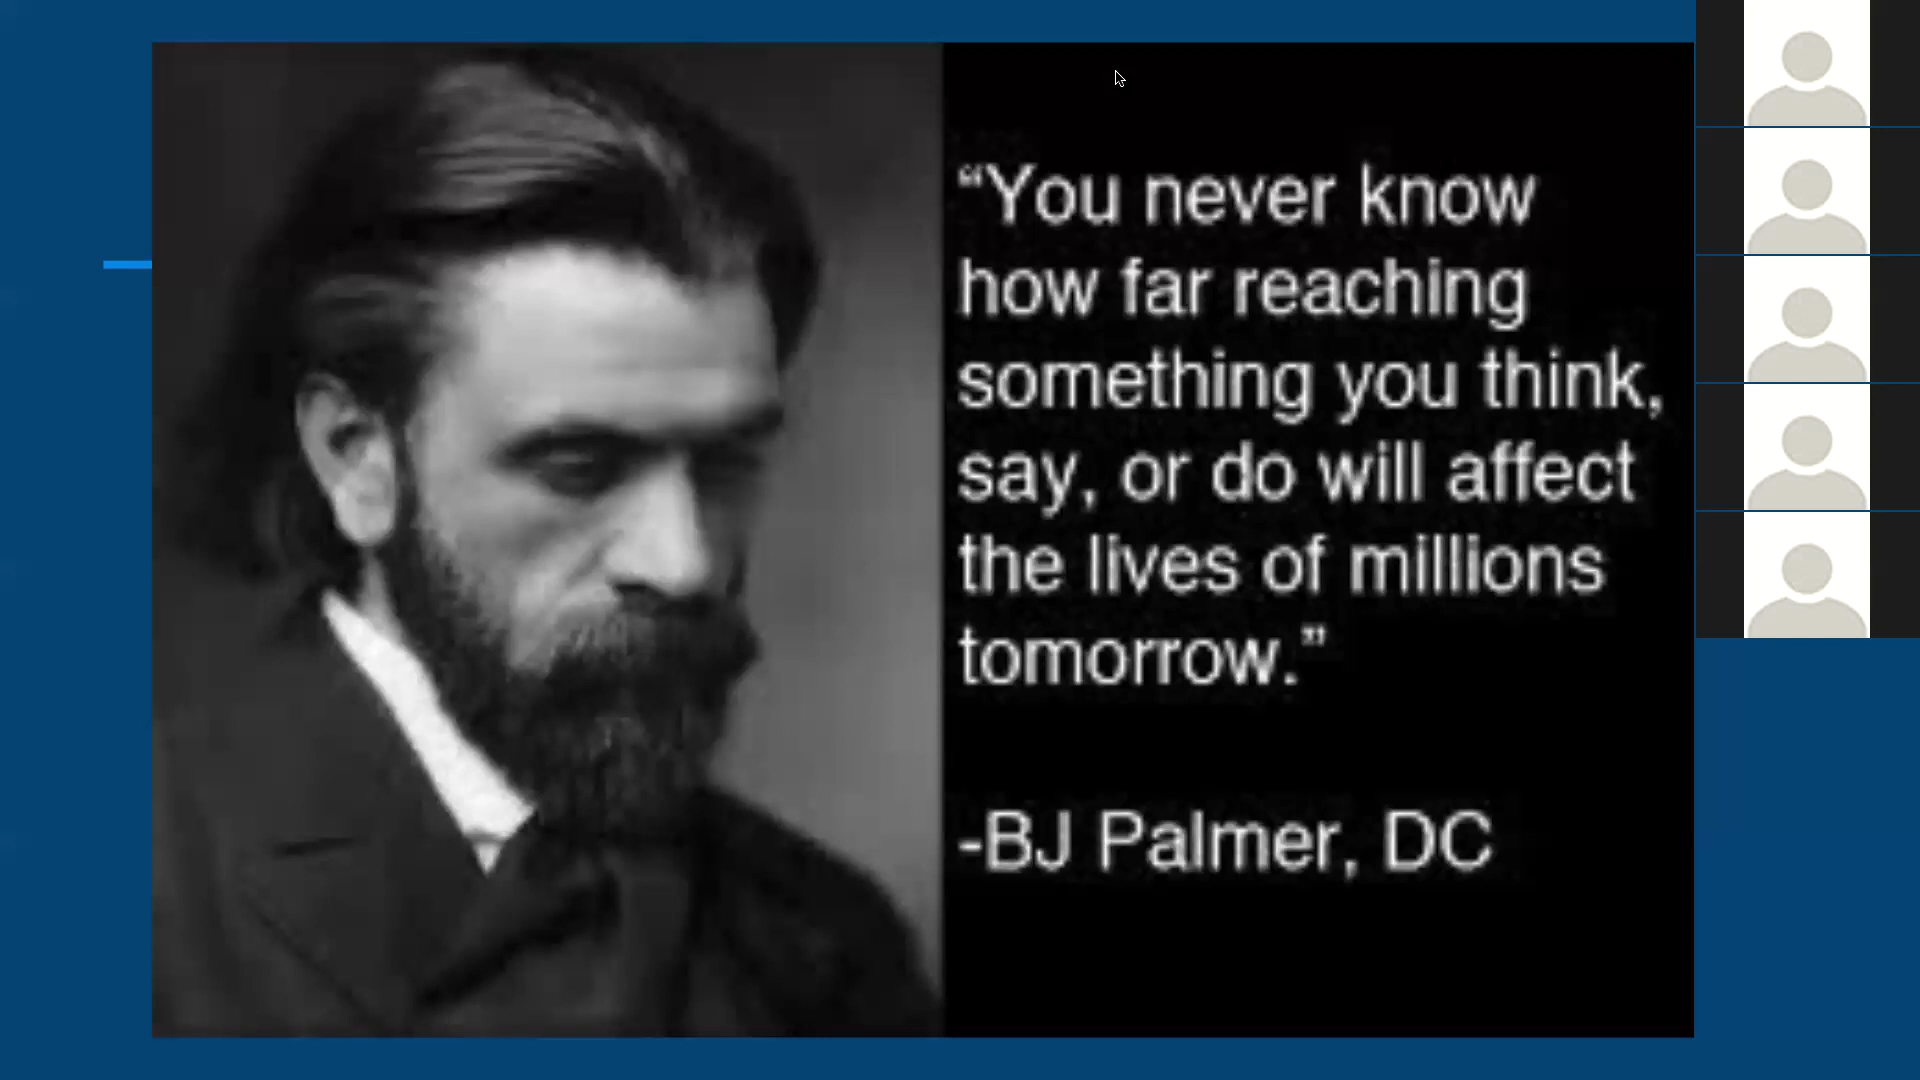 “You never know
how far reaching
something you think,
say, or do will affect
the lives of millions
tomorrow.”
-BJ Palmer, DC